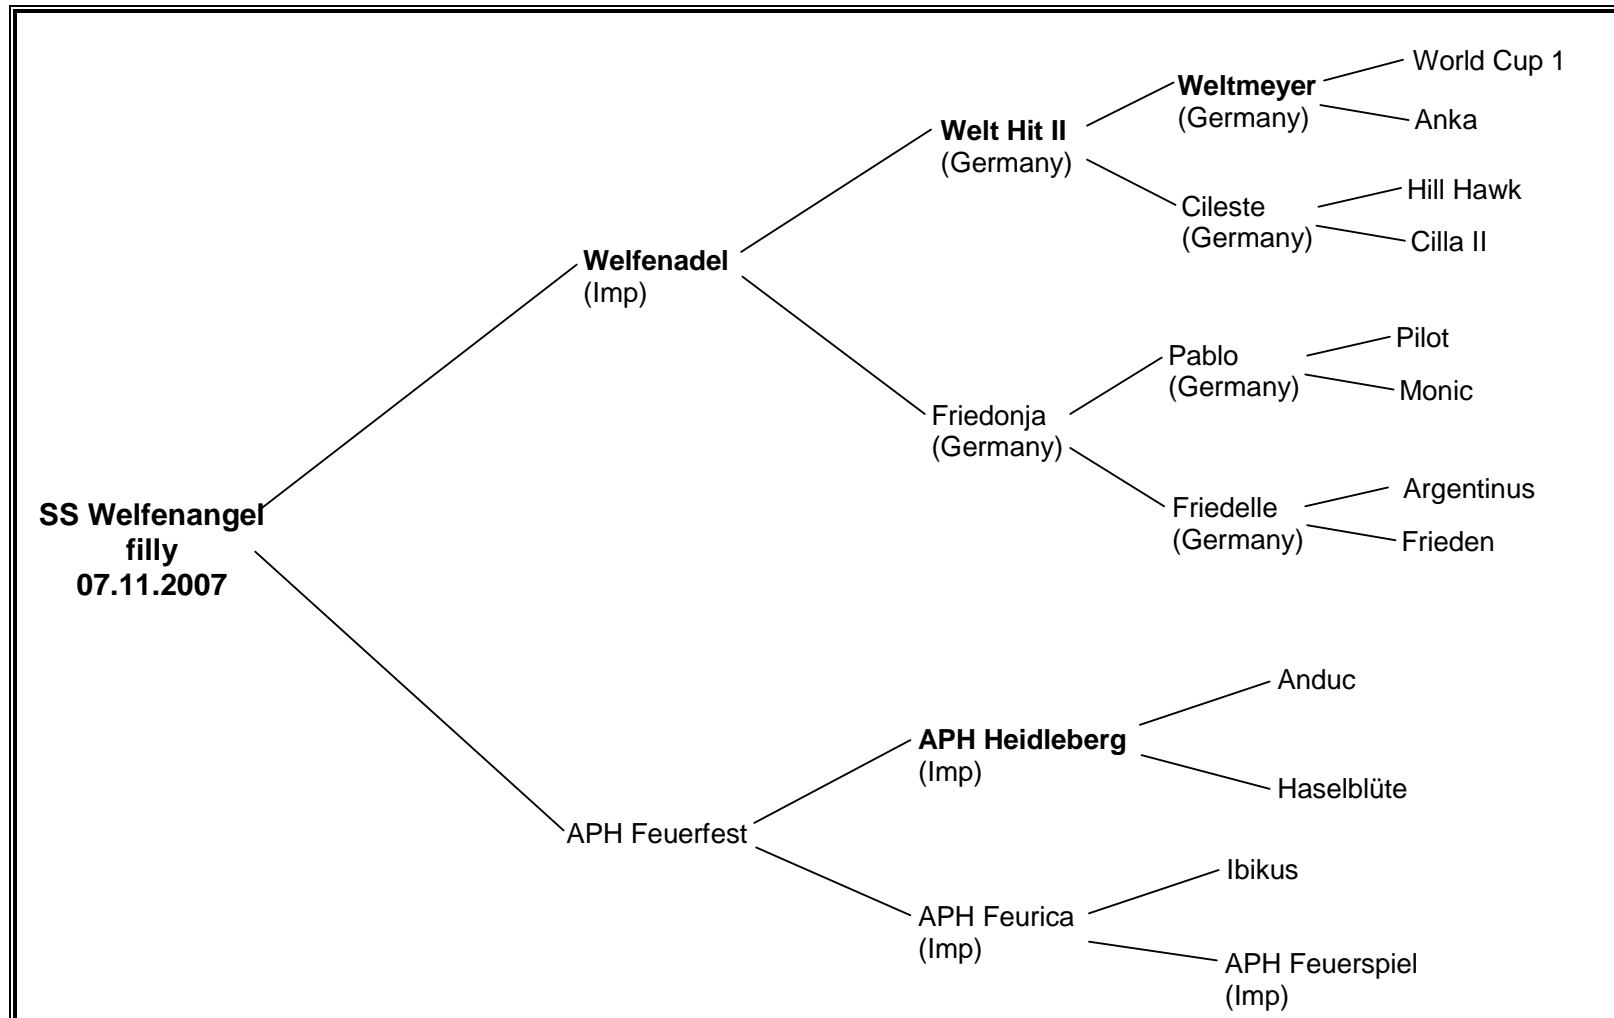 World Cup 1
Weltmeyer
(Germany)
Anka
Welt Hit II
(Germany)
Hill Hawk
Cileste
(Germany)
Cilla II
Welfenadel
(Imp)
Pilot
Pablo
(Germany)
Monic
Friedonja
(Germany)
Argentinus
Friedelle
(Germany)
Frieden
SS Welfenangel
filly
07.11.2007
Anduc
APH Heidleberg
(Imp)
Haselblüte
APH Feuerfest
Ibikus
APH Feurica
(Imp)
APH Feuerspiel
(Imp)